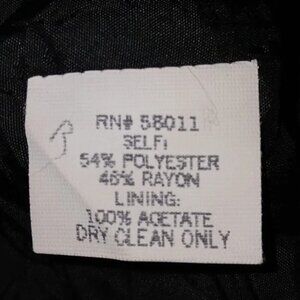 RN# 58011
SELF:
54% POLYESTER
46% RAYON
LINING:
100% ACETATE
DRY CLEAN ONLY